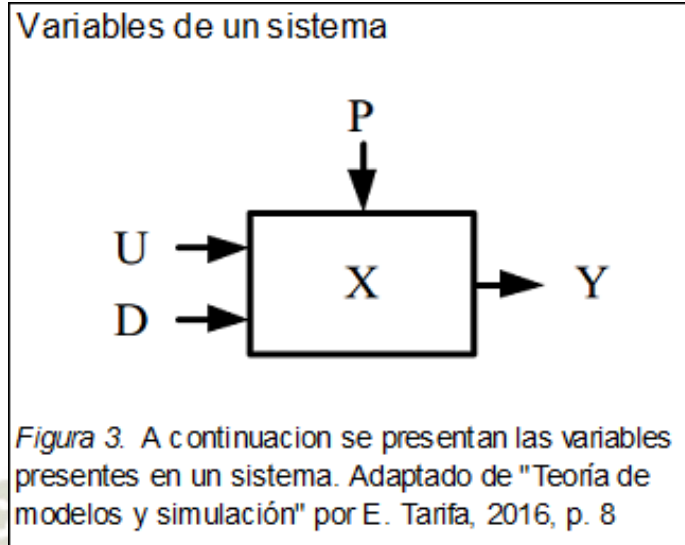 Variables de un sistema
P
U
X
Y
D
Figura 3. A continuacion se presentan las variables
presentes en un sistema. Adaptado de "Teoría de
modelos y simulación" por E. Tarifa, 2016, p. 8